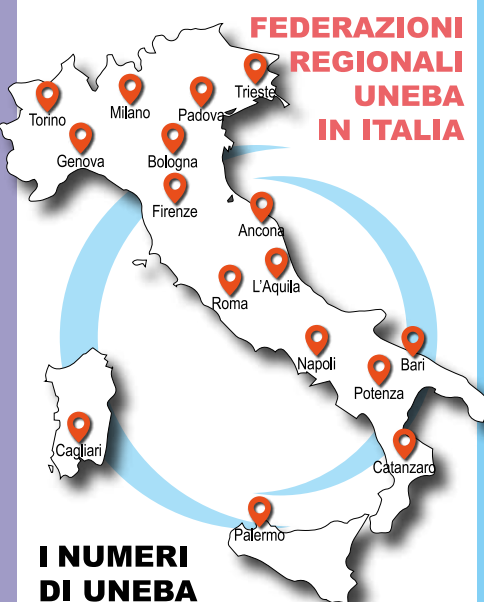 FEDERAZIONI
REGIONALI
UNEBA
IN ITALIA
Trieste
Torino
Milano
Padova
Genova
Bologna
Firenze
Ancona
L'Aquila
Roma
Napoli
Bari
Potenza
Cagliari
Catanzaro
Palermo
I NUMERI
DI UNEBA